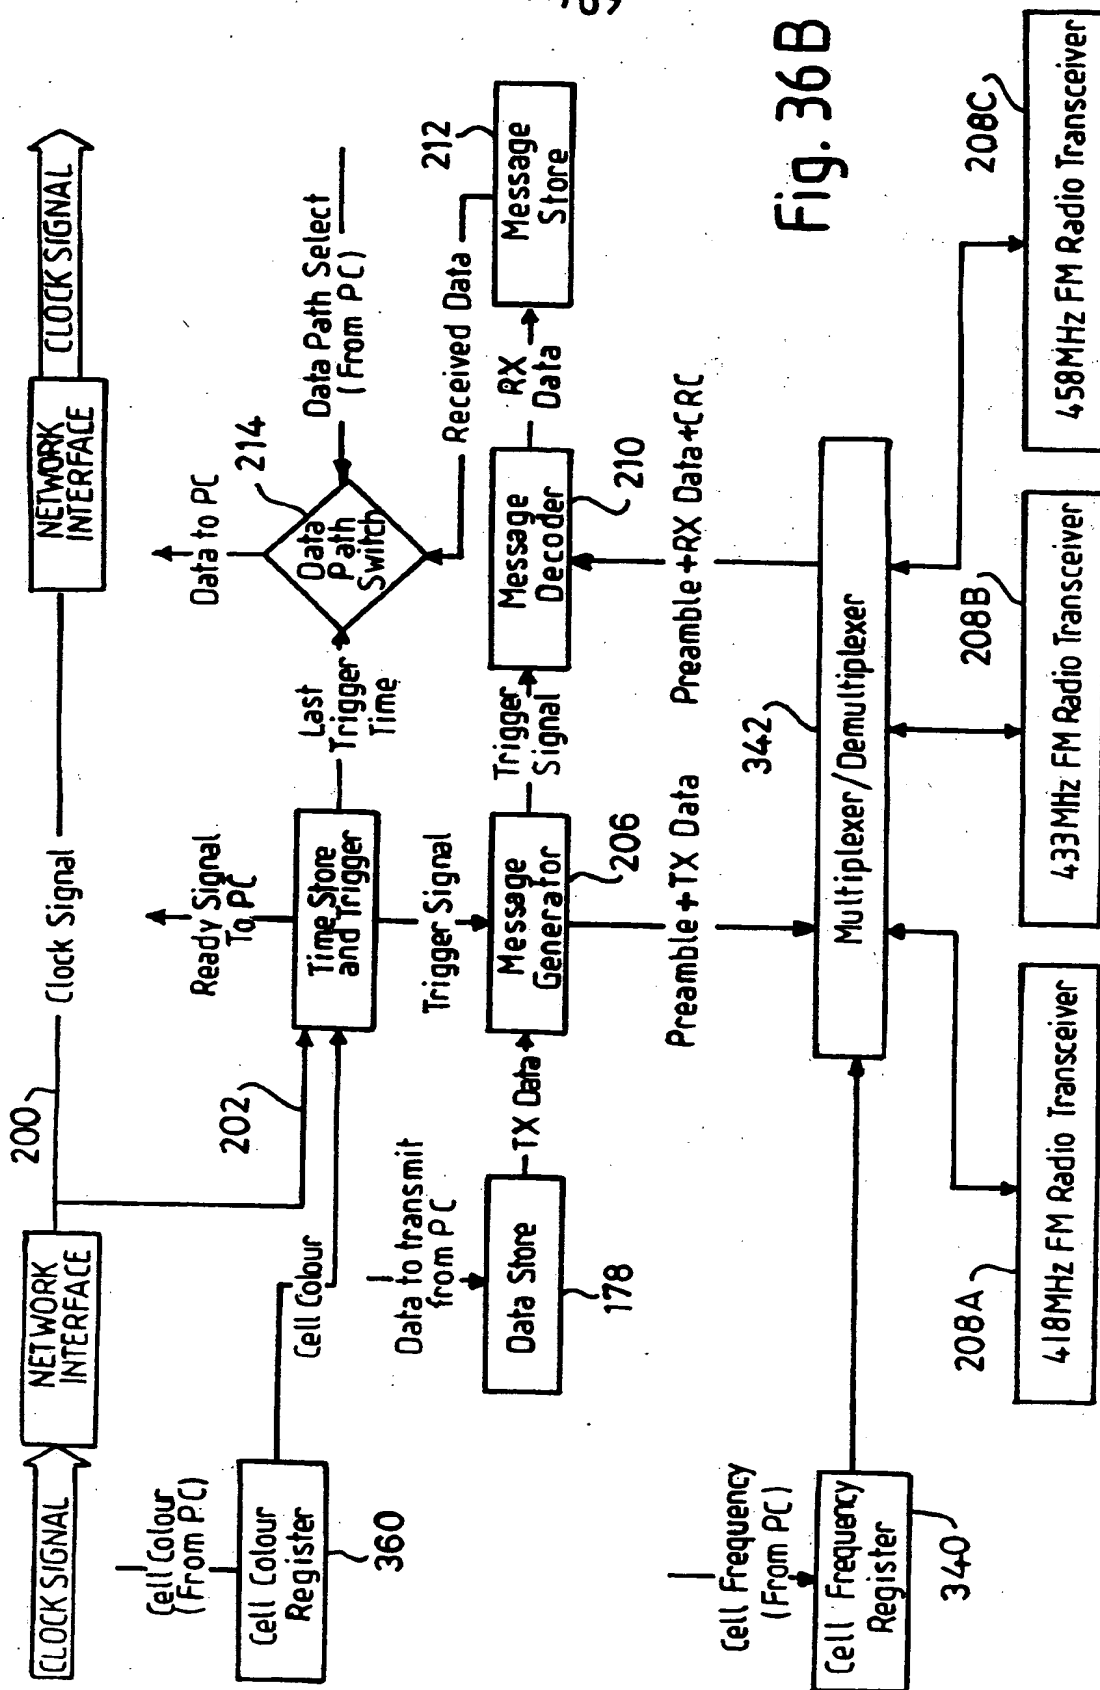 CLOCK SIGNAL
NETWORK
INTERFACE
200
Clock Signal
NETWORK
INTERFACE
CLOCK SIGNAL
Cell Colour
(From PC)
Cell Colour
Register
360
Cell Colour
202
Ready Signal
To PC
Time Store
and Trigger
Last
Trigger
Time
Data to PC
214
Data
Path
Switch
Data Path Select
(From PC)
Trigger Signal
Received Data
Data to transmit
from PC
Data Store
178
TX Data
Message
Generator
206
Trigger
Signal
Message
Decoder
210
RX
Data
Message
Store
212
Preamble+TX Data
Preamble+RX Data+CRC
Cell Frequency
(From PC)
Cell Frequency
Register
340
342
Multiplexer/Demultiplexer
208A
418MHz FM Radio Transceiver
208B
433MHz FM Radio Transceiver
208C
458MHz FM Radio Transceiver
Fig. 36B